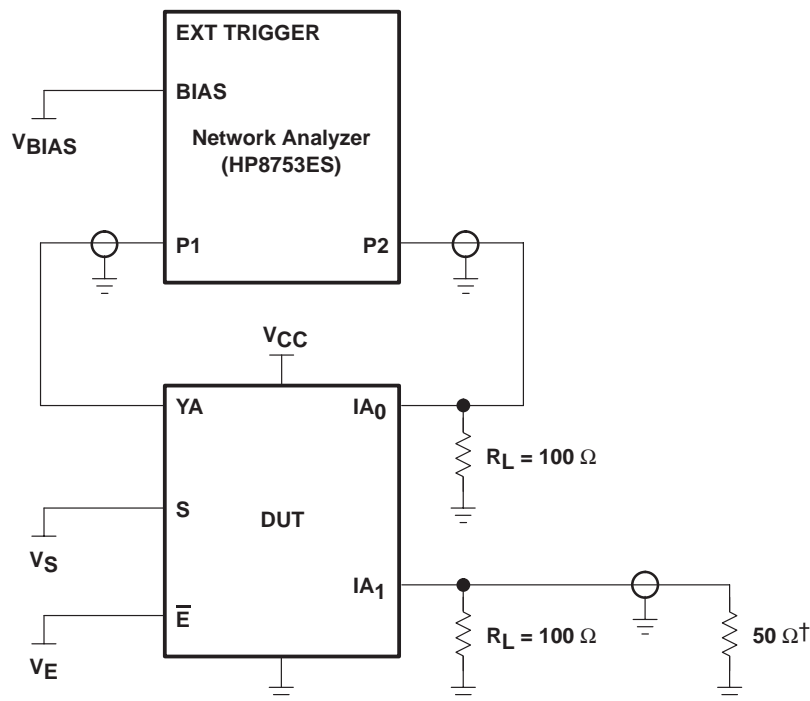 EXT TRIGGER
BIAS
VBIAS
Network Analyzer
(HP8753ES)
P1
P2
VCC
YA
IA0
RL = 100 Ω
S
DUT
VS
IA1
E̅
RL = 100 Ω
50 Ω†
VE